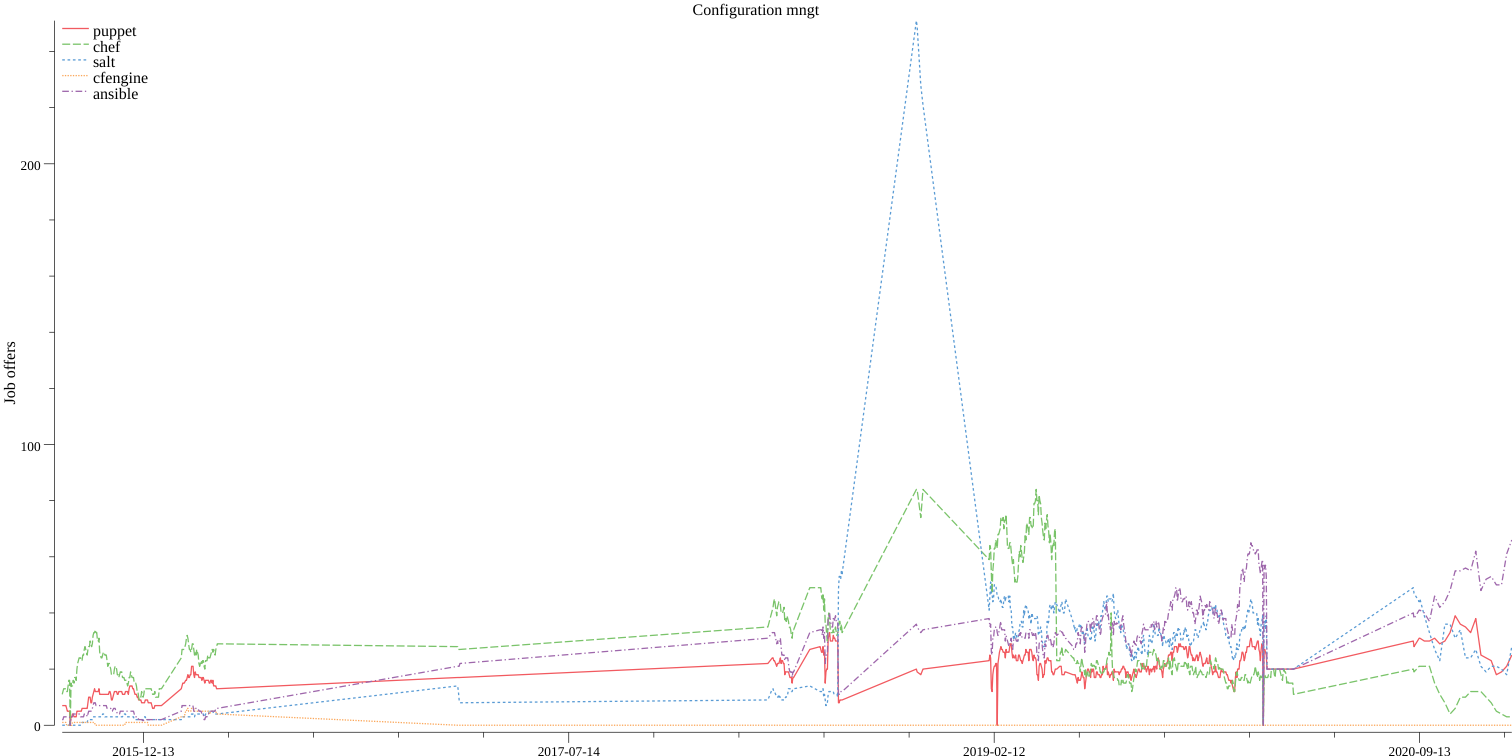 Configuration mngt
puppet
chef
salt
cfengine
ansible
200
100
0
Job offers
2015-12-13
2017-07-14
2019-02-12
2020-09-13